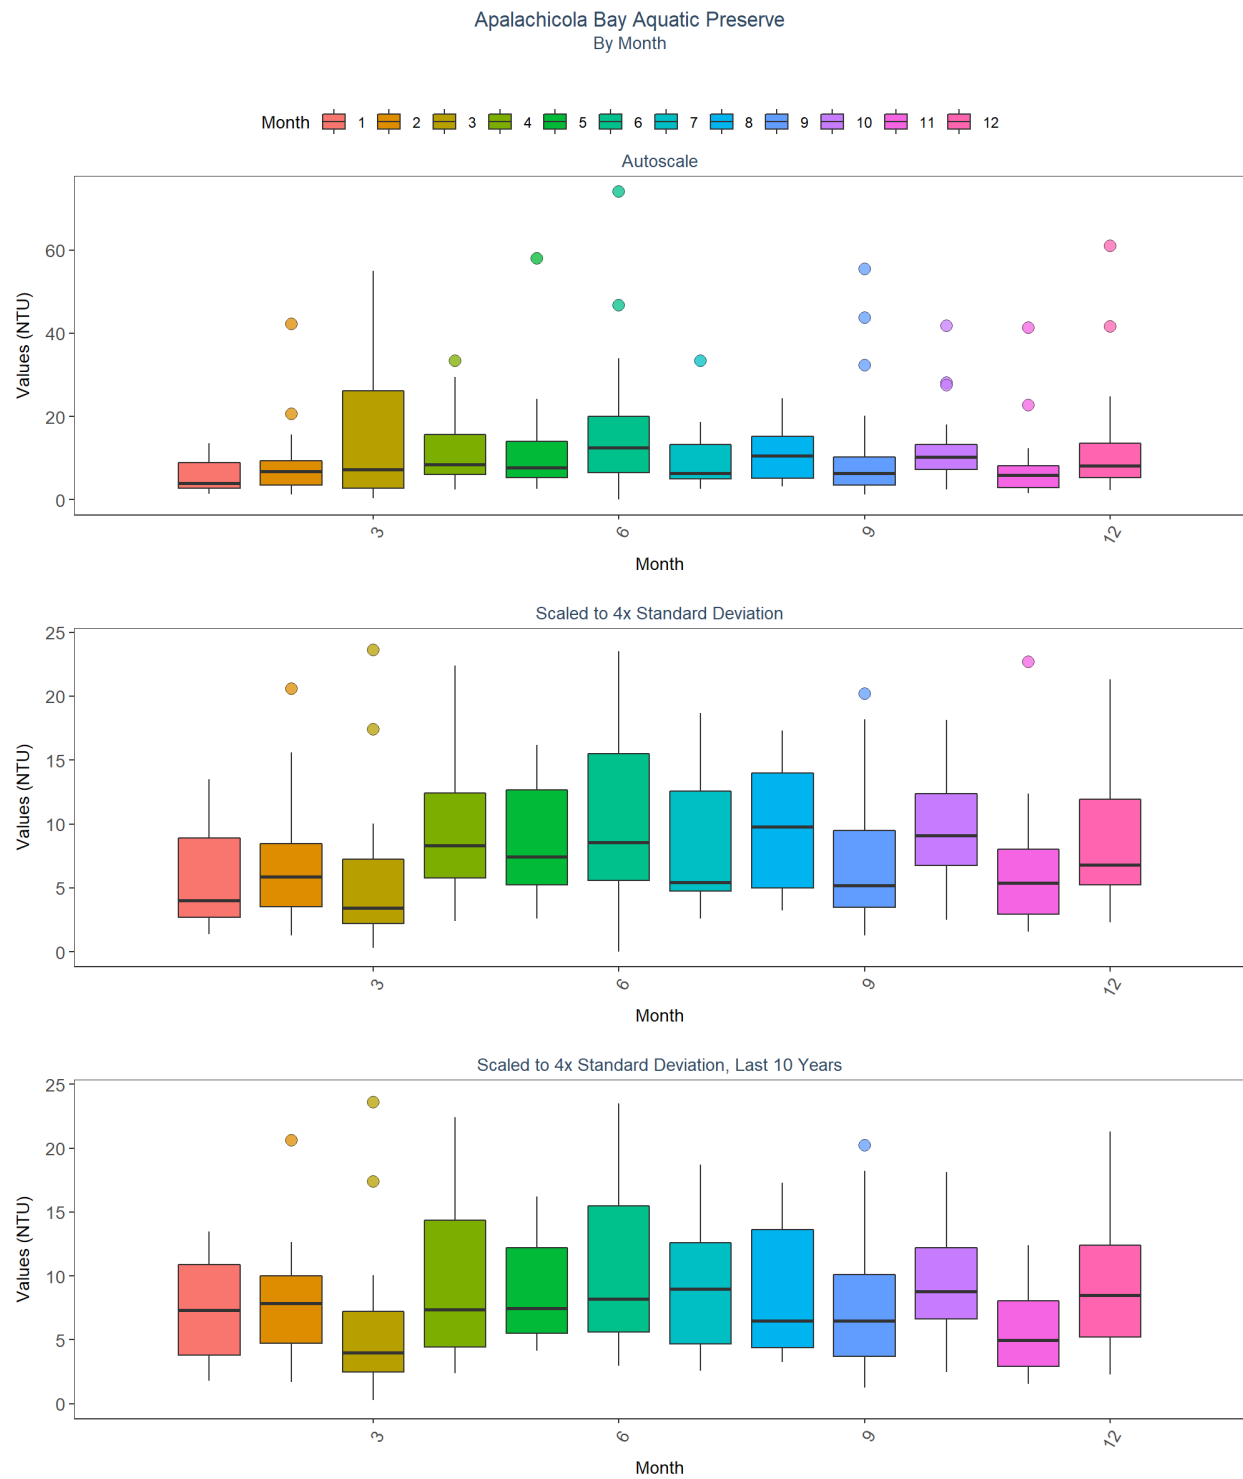 Apalachicola Bay Aquatic Preserve
By Month
Month 1 2 3 4 5 6 7 8 9 10 11 12
Autoscale
Values (NTU)
60
40
20
0
3 6 9 12
Month
Scaled to 4x Standard Deviation
Values (NTU)
25
20
15
10
5
0
3 6 9 12
Month
Scaled to 4x Standard Deviation, Last 10 Years
Values (NTU)
25
20
15
10
5
0
3 6 9 12
Month